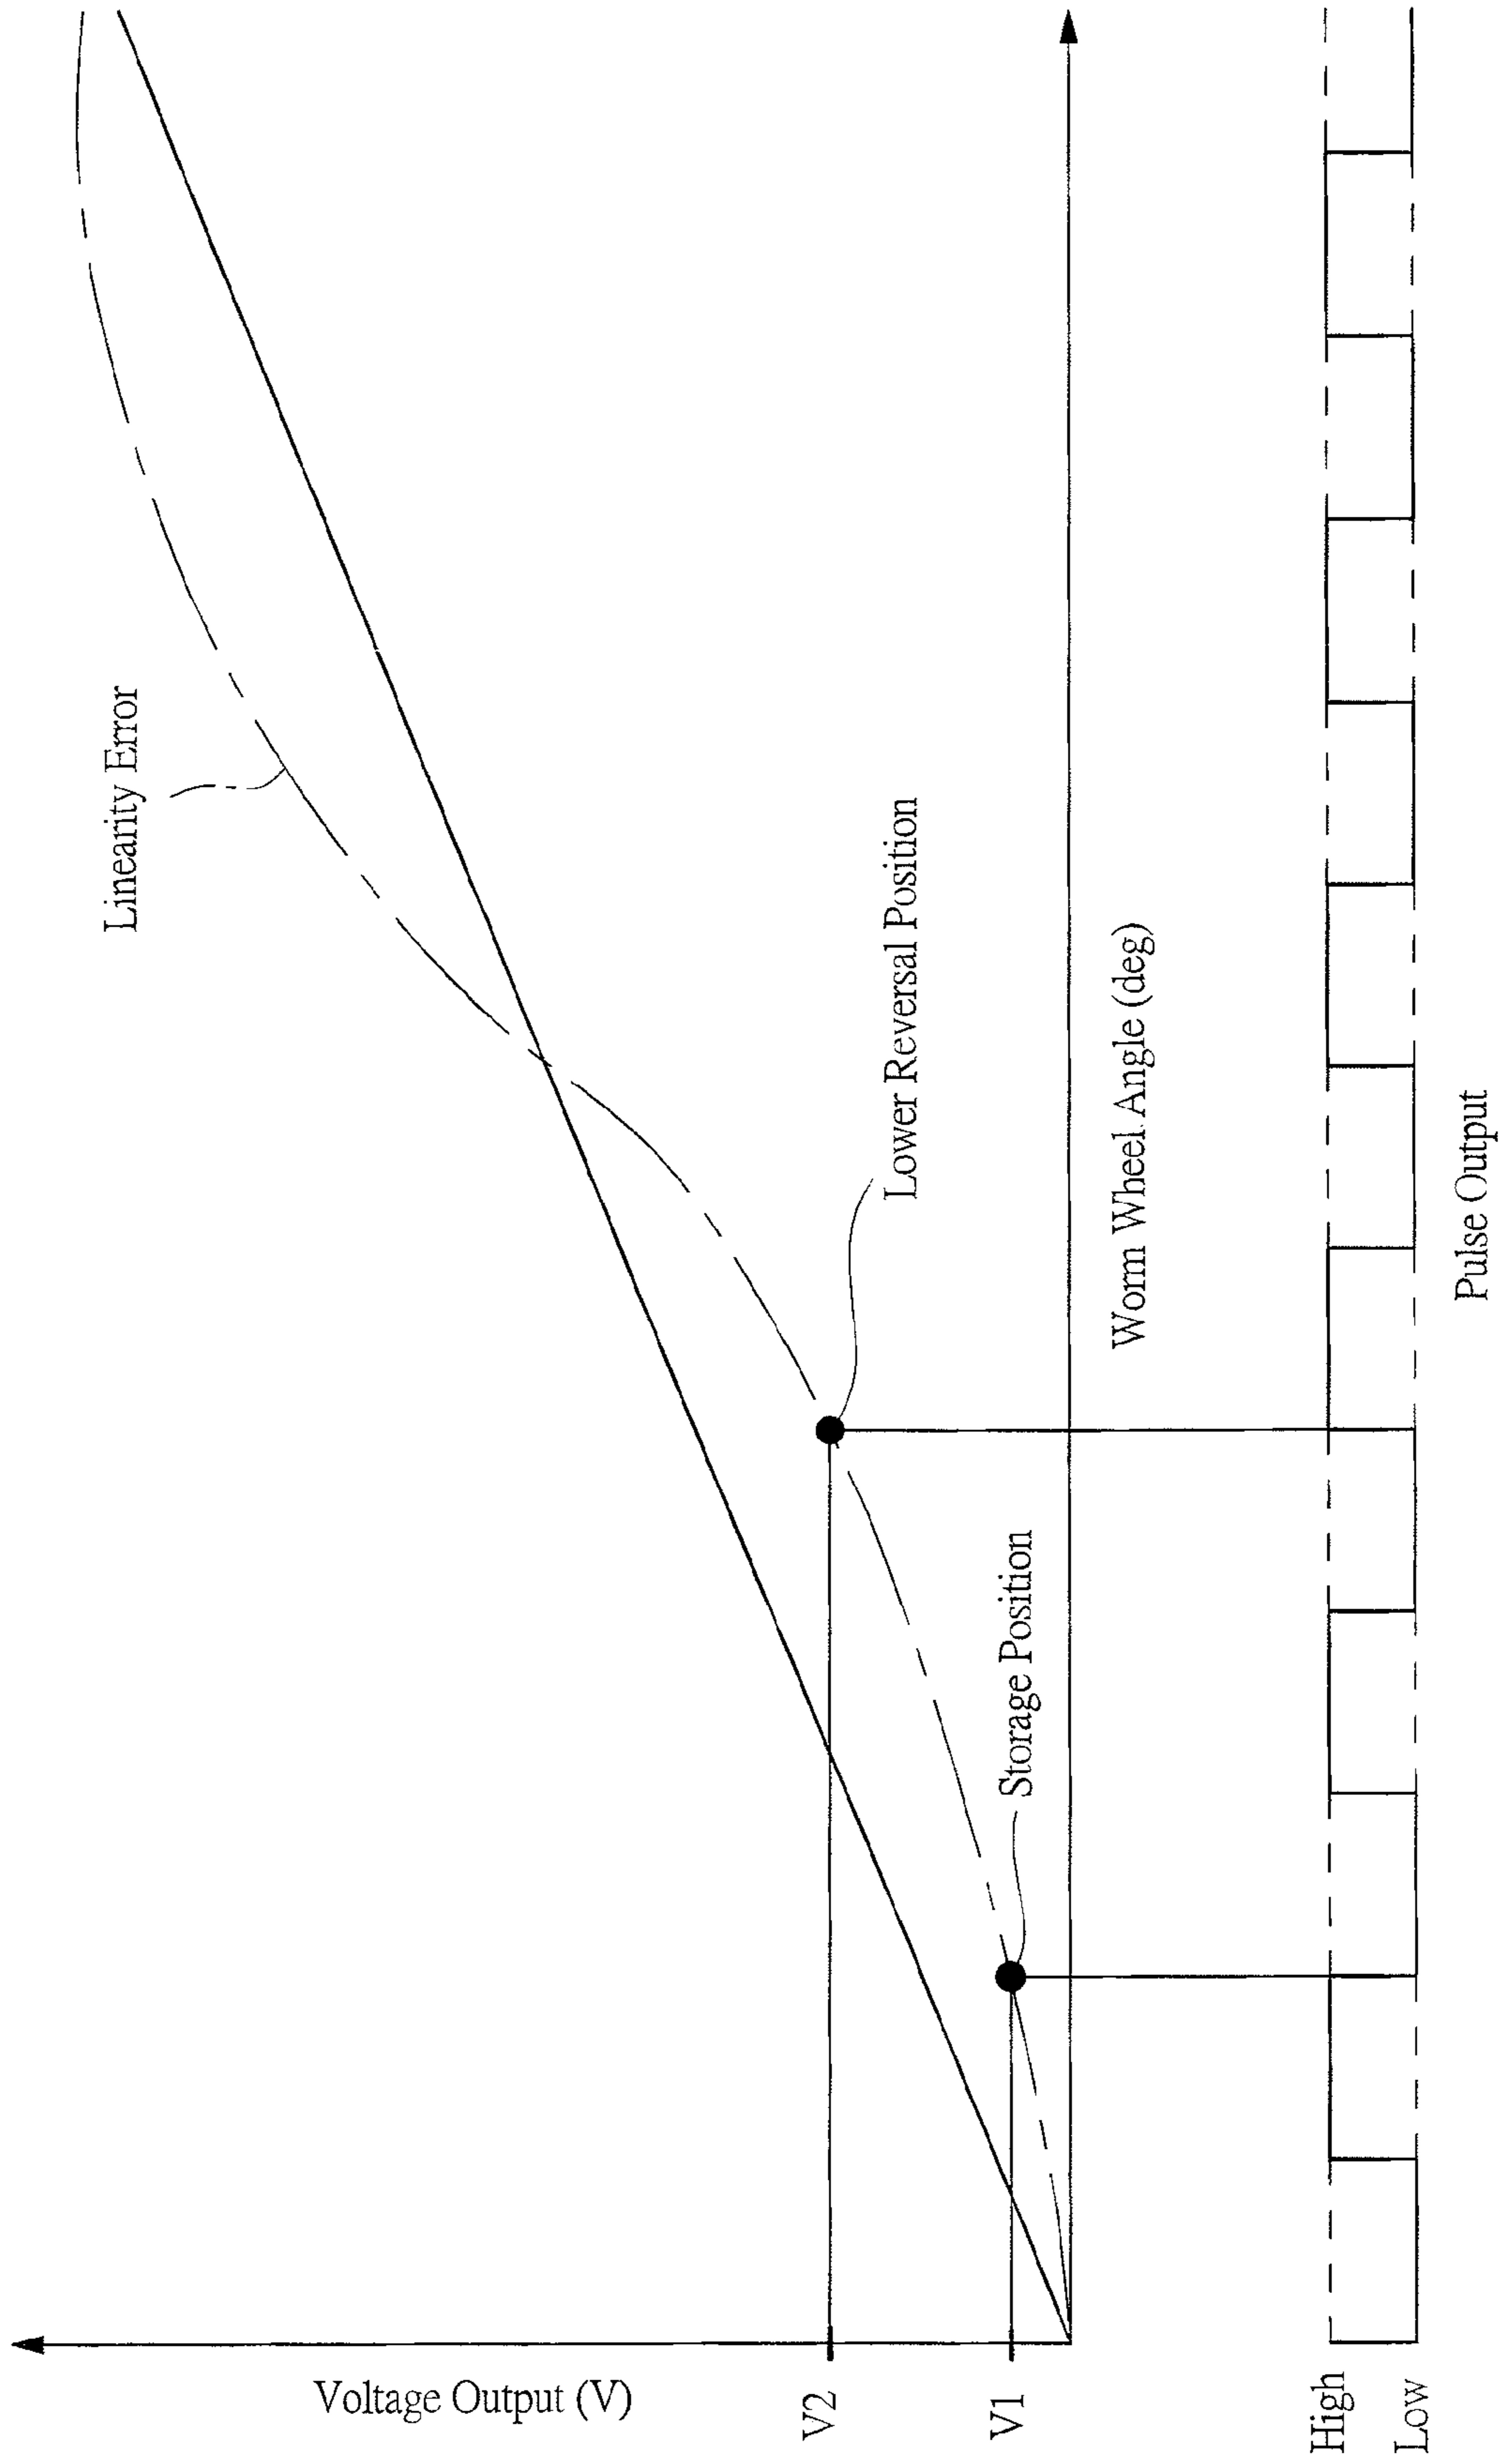 Voltage Output (V)
Linearity Error
Lower Reversal Position
V2
Storage Position
V1
Worm Wheel Angle (deg)
High
Low
Pulse Output